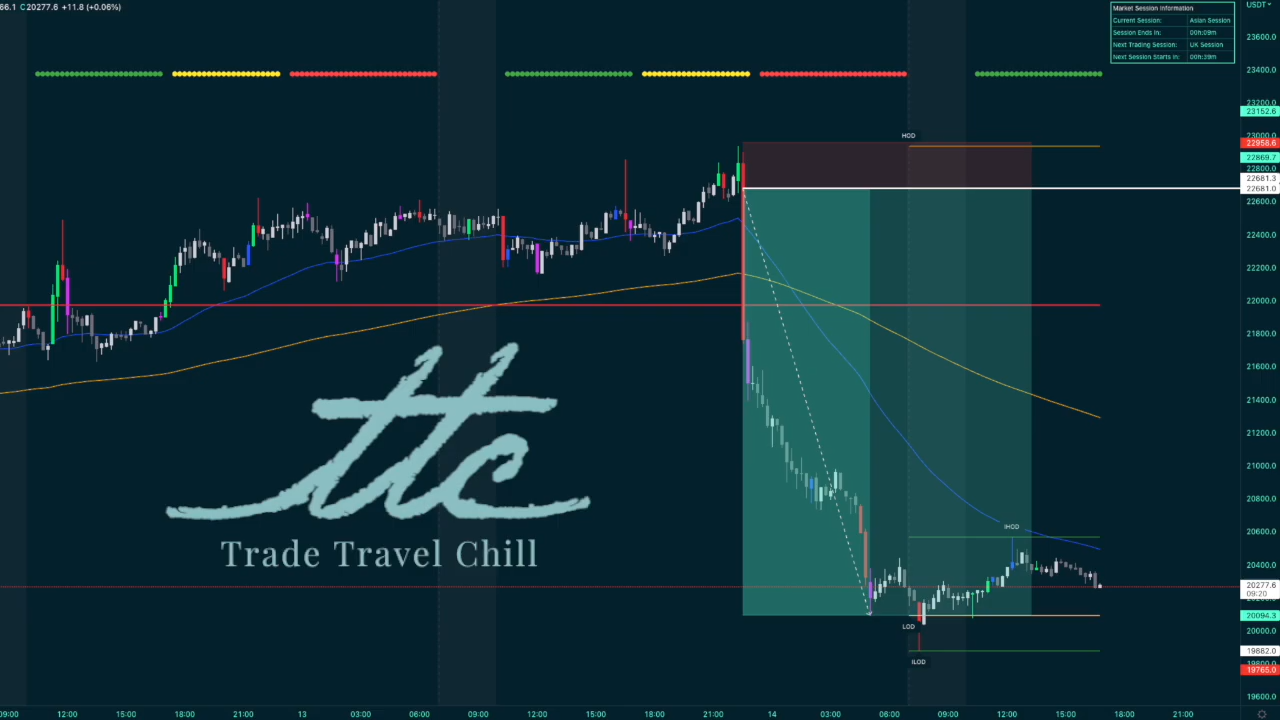 66.1 C20277.6 +11.8 (+0.06%)
USDT
Market Session Information
Current Session: Asian Session
Session Ends In: 00h:09m
Next Trading Session: UK Session
Next Session Starts In: 00h:39m
23600.0
23400.0
23200.0
23152.6
23000.0
22958.6
22869.7
22800.0
22681.3
22681.0
22600.0
22400.0
22200.0
22000.0
21800.0
21600.0
21400.0
21200.0
21000.0
20800.0
20600.0
20400.0
20277.6
09:20
20094.3
20000.0
19882.0
19766.0
19600.0
HOD
IHOD
LOD
ILOD
ttc
Trade Travel Chill
09:00 12:00 15:00 18:00 21:00 13 03:00 06:00 09:00 12:00 15:00 18:00 21:00 14 03:00 06:00 09:00 12:00 15:00 18:00 21:00